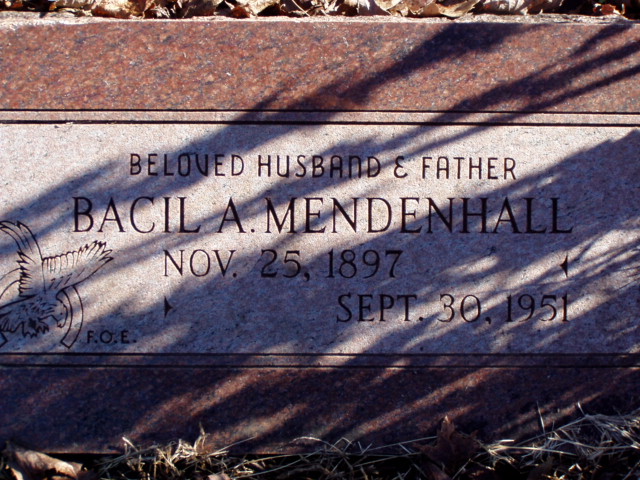 BELOVED HUSBAND & FATHER
BACIL A. MENDENHALL
NOV. 25, 1897
SEPT. 30, 1951
F.O.E.